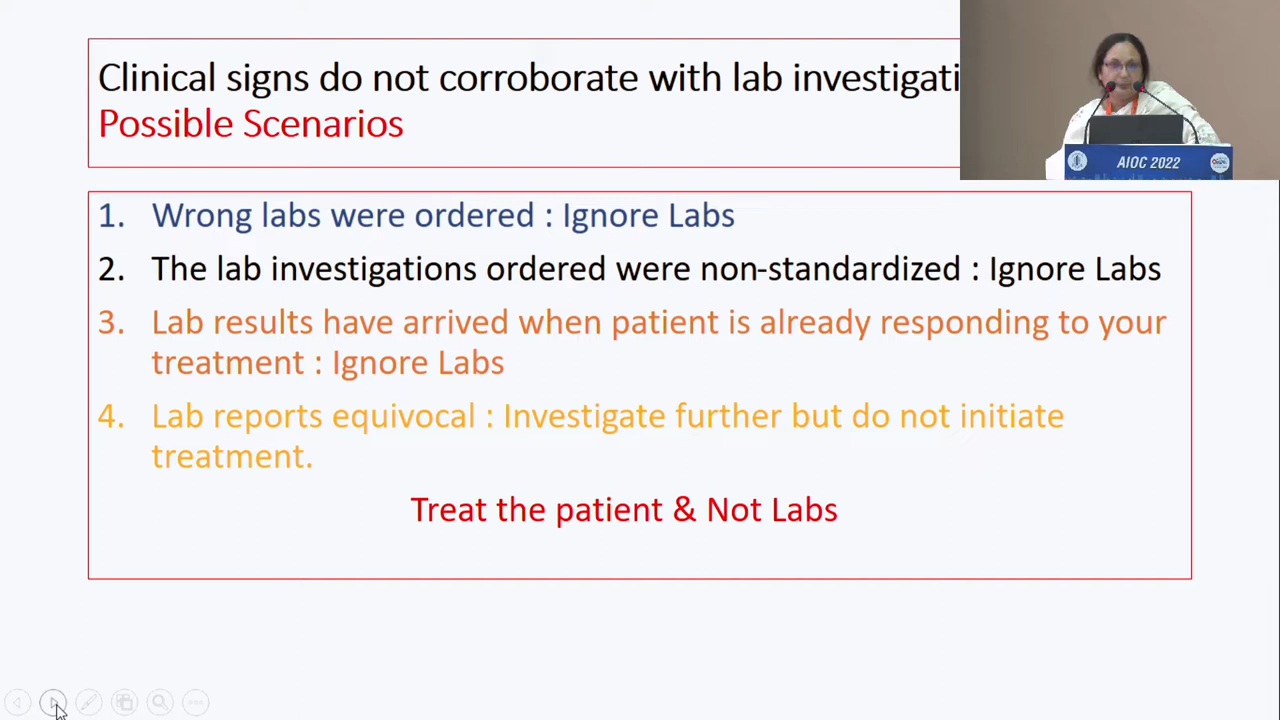 Clinical signs do not corroborate with lab investigati
Possible Scenarios
1. Wrong labs were ordered : Ignore Labs
2. The lab investigations ordered were non-standardized : Ignore Labs
3. Lab results have arrived when patient is already responding to your
treatment : Ignore Labs
4. Lab reports equivocal : Investigate further but do not initiate
treatment.
Treat the patient & Not Labs
AIOC 2022